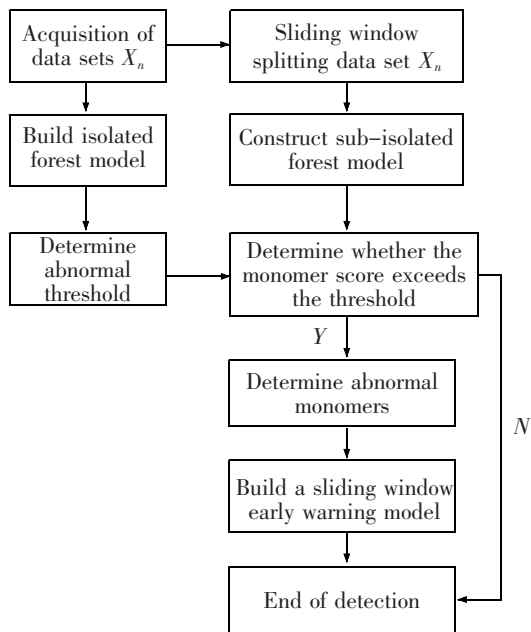 Acquisition of
data sets Xn
Sliding window
splitting data set Xn
Build isolated
forest model
Construct sub-isolated
forest model
Determine
abnormal
threshold
Determine whether the
monomer score exceeds
the threshold
Y
N
Determine abnormal
monomers
Build a sliding window
early warning model
End of detection